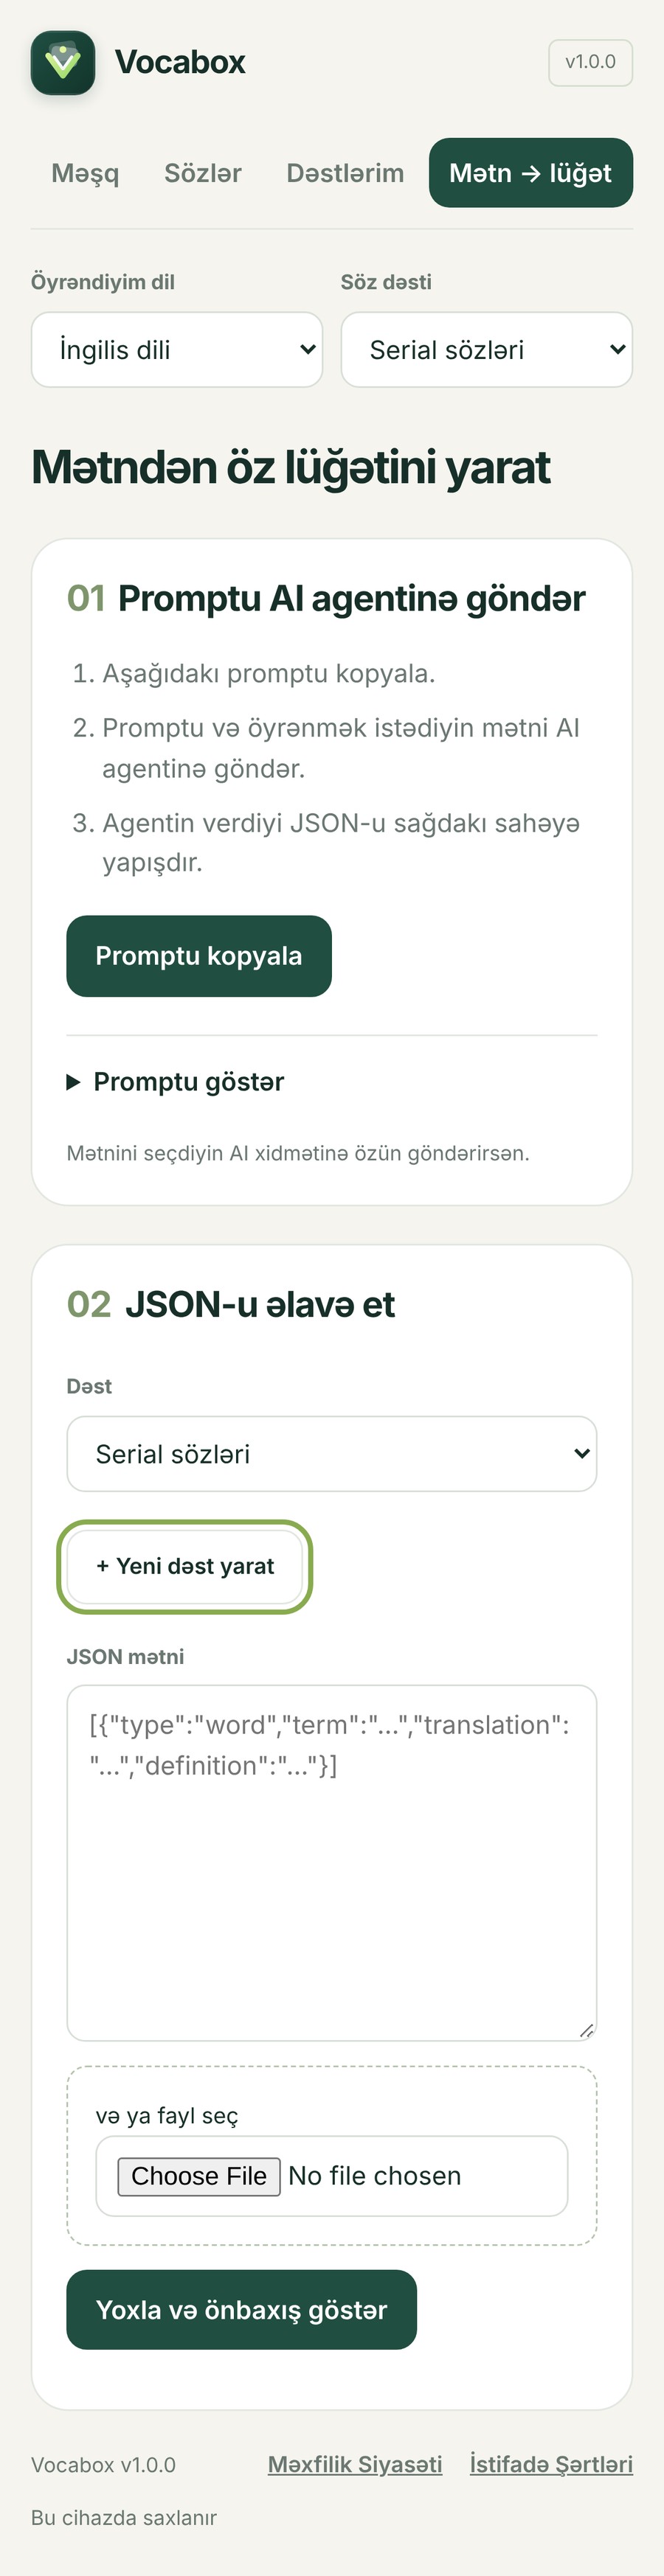 Vocabox
v1.0.0
Məşq
Sözlər
Dəstlərim
Mətn → lüğət
Öyrəndiyim dil
Söz dəsti
İngilis dili
Serial sözləri
Mətndən öz lüğətini yarat
01 Promptu AI agentinə göndər
1. Aşağıdakı promptu kopyala.
2. Promptu və öyrənmək istədiyin mətni AI
agentinə göndər.
3. Agentin verdiyi JSON-u sağdakı sahəyə
yapışdır.
Promptu kopyala
▶ Promptu göstər
Mətnini seçdiyin AI xidmətinə özün göndərirsən.
02 JSON-u əlavə et
Dəst
Serial sözləri
+ Yeni dəst yarat
JSON mətni
[{"type":"word","term":"...","translation":
"...","definition":"..."}]
və ya fayl seç
Choose File No file chosen
Yoxla və önbaxış göstər
Vocabox v1.0.0
Məxfilik Siyasəti
İstifadə Şərtləri
Bu cihazda saxlanır